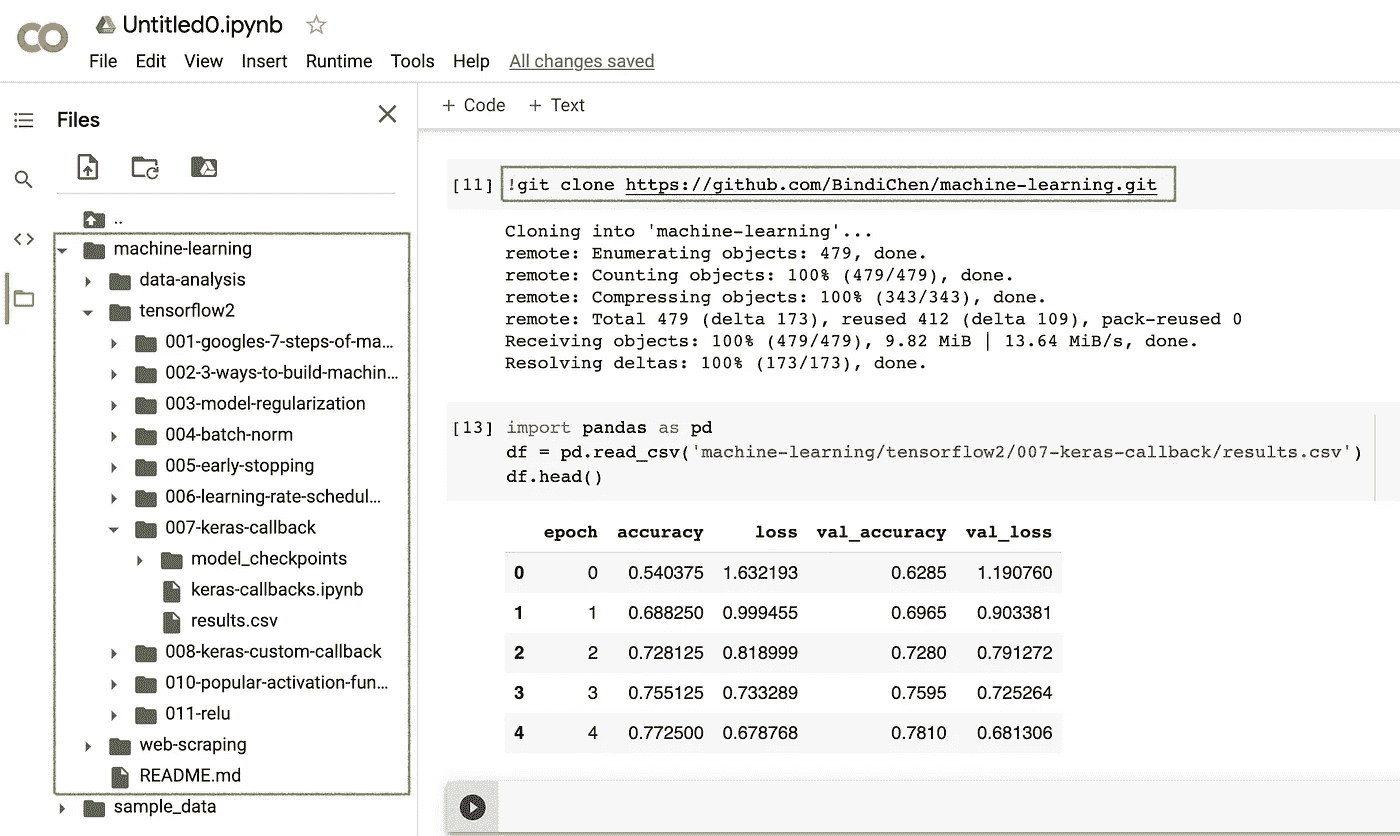 CO
Untitled0.ipynb
File Edit View Insert Runtime Tools Help All changes saved
Files
+ Code + Text
..
machine-learning
data-analysis
tensorflow2
001-googles-7-steps-of-ma...
002-3-ways-to-build-machin...
003-model-regularization
004-batch-norm
005-early-stopping
006-learning-rate-schedul...
007-keras-callback
model_checkpoints
keras-callbacks.ipynb
results.csv
008-keras-custom-callback
010-popular-activation-fun...
011-relu
web-scraping
README.md
sample_data
[11] !git clone https://github.com/BindiChen/machine-learning.git
Cloning into 'machine-learning'...
remote: Enumerating objects: 479, done.
remote: Counting objects: 100% (479/479), done.
remote: Compressing objects: 100% (343/343), done.
remote: Total 479 (delta 173), reused 412 (delta 109), pack-reused 0
Receiving objects: 100% (479/479), 9.82 MiB | 13.64 MiB/s, done.
Resolving deltas: 100% (173/173), done.
[13] import pandas as pd
df = pd.read_csv('machine-learning/tensorflow2/007-keras-callback/results.csv')
df.head()
epoch accuracy loss val_accuracy val_loss
0 0 0.540375 1.632193 0.6285 1.190760
1 1 0.688250 0.999455 0.6965 0.903381
2 2 0.728125 0.818999 0.7280 0.791272
3 3 0.755125 0.733289 0.7595 0.725264
4 4 0.772500 0.678768 0.7810 0.681306